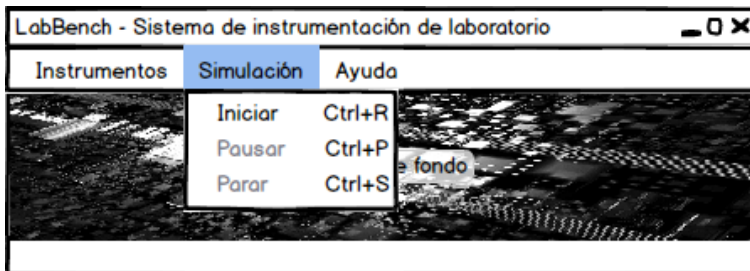 LabBench - Sistema de instrumentación de laboratorio
Instrumentos Simulación Ayuda
Iniciar Ctrl+R
Pausar Ctrl+P
fondo
Parar Ctrl+S